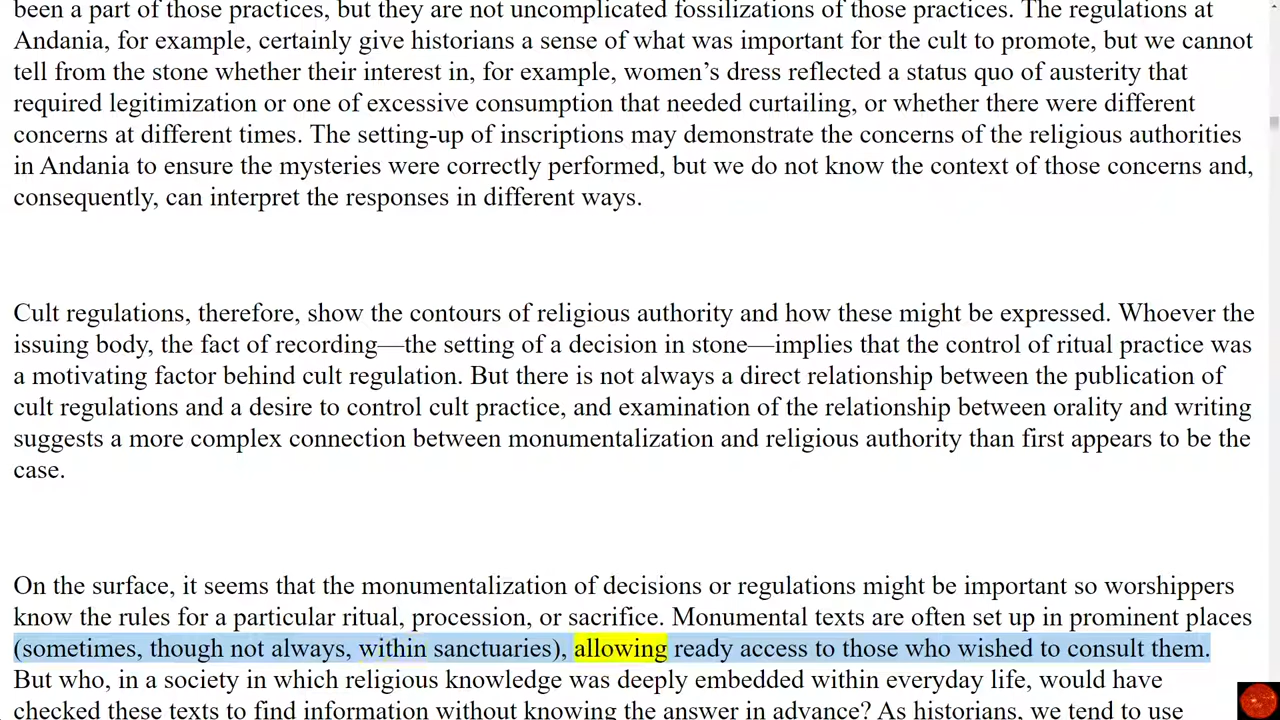 been a part of those practices, but they are not uncomplicated fossilizations of those practices. The regulations at
Andania, for example, certainly give historians a sense of what was important for the cult to promote, but we cannot
tell from the stone whether their interest in, for example, women’s dress reflected a status quo of austerity that
required legitimization or one of excessive consumption that needed curtailing, or whether there were different
concerns at different times. The setting-up of inscriptions may demonstrate the concerns of the religious authorities
in Andania to ensure the mysteries were correctly performed, but we do not know the context of those concerns and,
consequently, can interpret the responses in different ways.
Cult regulations, therefore, show the contours of religious authority and how these might be expressed. Whoever the
issuing body, the fact of recording—the setting of a decision in stone—implies that the control of ritual practice was
a motivating factor behind cult regulation. But there is not always a direct relationship between the publication of
cult regulations and a desire to control cult practice, and examination of the relationship between orality and writing
suggests a more complex connection between monumentalization and religious authority than first appears to be the
case.
On the surface, it seems that the monumentalization of decisions or regulations might be important so worshippers
know the rules for a particular ritual, procession, or sacrifice. Monumental texts are often set up in prominent places
(sometimes, though not always, within sanctuaries), allowing ready access to those who wished to consult them.
But who, in a society in which religious knowledge was deeply embedded within everyday life, would have
checked these texts to find information without knowing the answer in advance? As historians, we tend to use